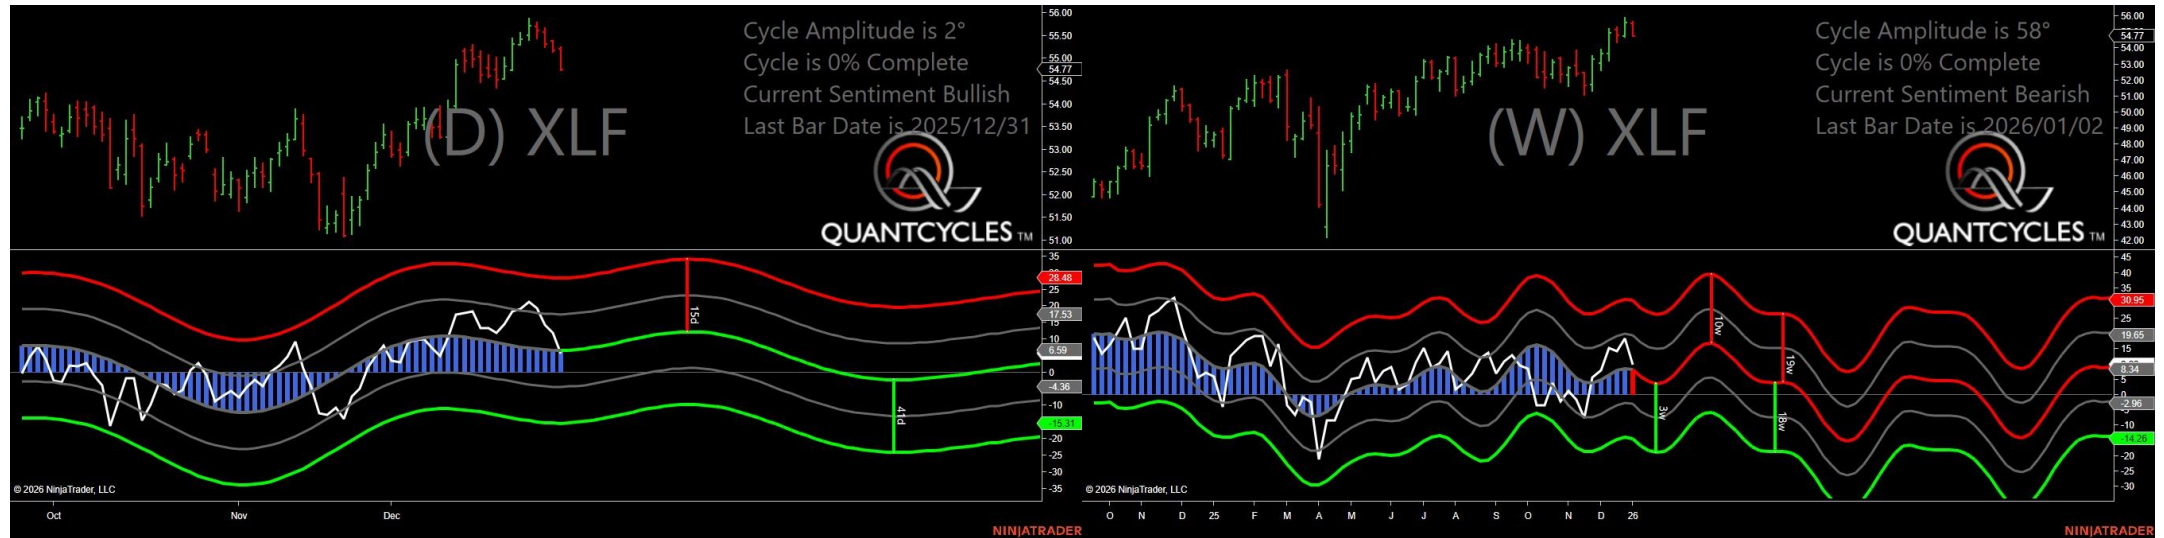 Cycle Amplitude is 2°
Cycle is 0% Complete
Current Sentiment Bullish
Last Bar Date is 2025/12/31
(D) XLF
QUANTCYCLES TM
56.00
55.50
55.00
54.77
54.50
54.00
53.50
53.00
52.50
52.00
51.50
51.00
35
28.48
25
20
17.53
15
10
6.59
0
-4.36
-10
-15.31
-20
-25
-30
-35
15d
41d
© 2026 NinjaTrader, LLC
Oct Nov Dec
NINJATRADER
Cycle Amplitude is 58°
Cycle is 0% Complete
Current Sentiment Bearish
Last Bar Date is 2026/01/02
(W) XLF
QUANTCYCLES TM
56.00
54.77
54.00
53.00
52.00
51.00
50.00
49.00
48.00
47.00
46.00
45.00
44.00
43.00
42.00
45
40
35
30.95
25
19.65
15
8.34
5
0
-2.96
-10
-14.26
-20
-25
-30
10w
19w
3w
18w
© 2026 NinjaTrader, LLC
O N D 25 F M A M J J A S O N D 26
NINJATRADER